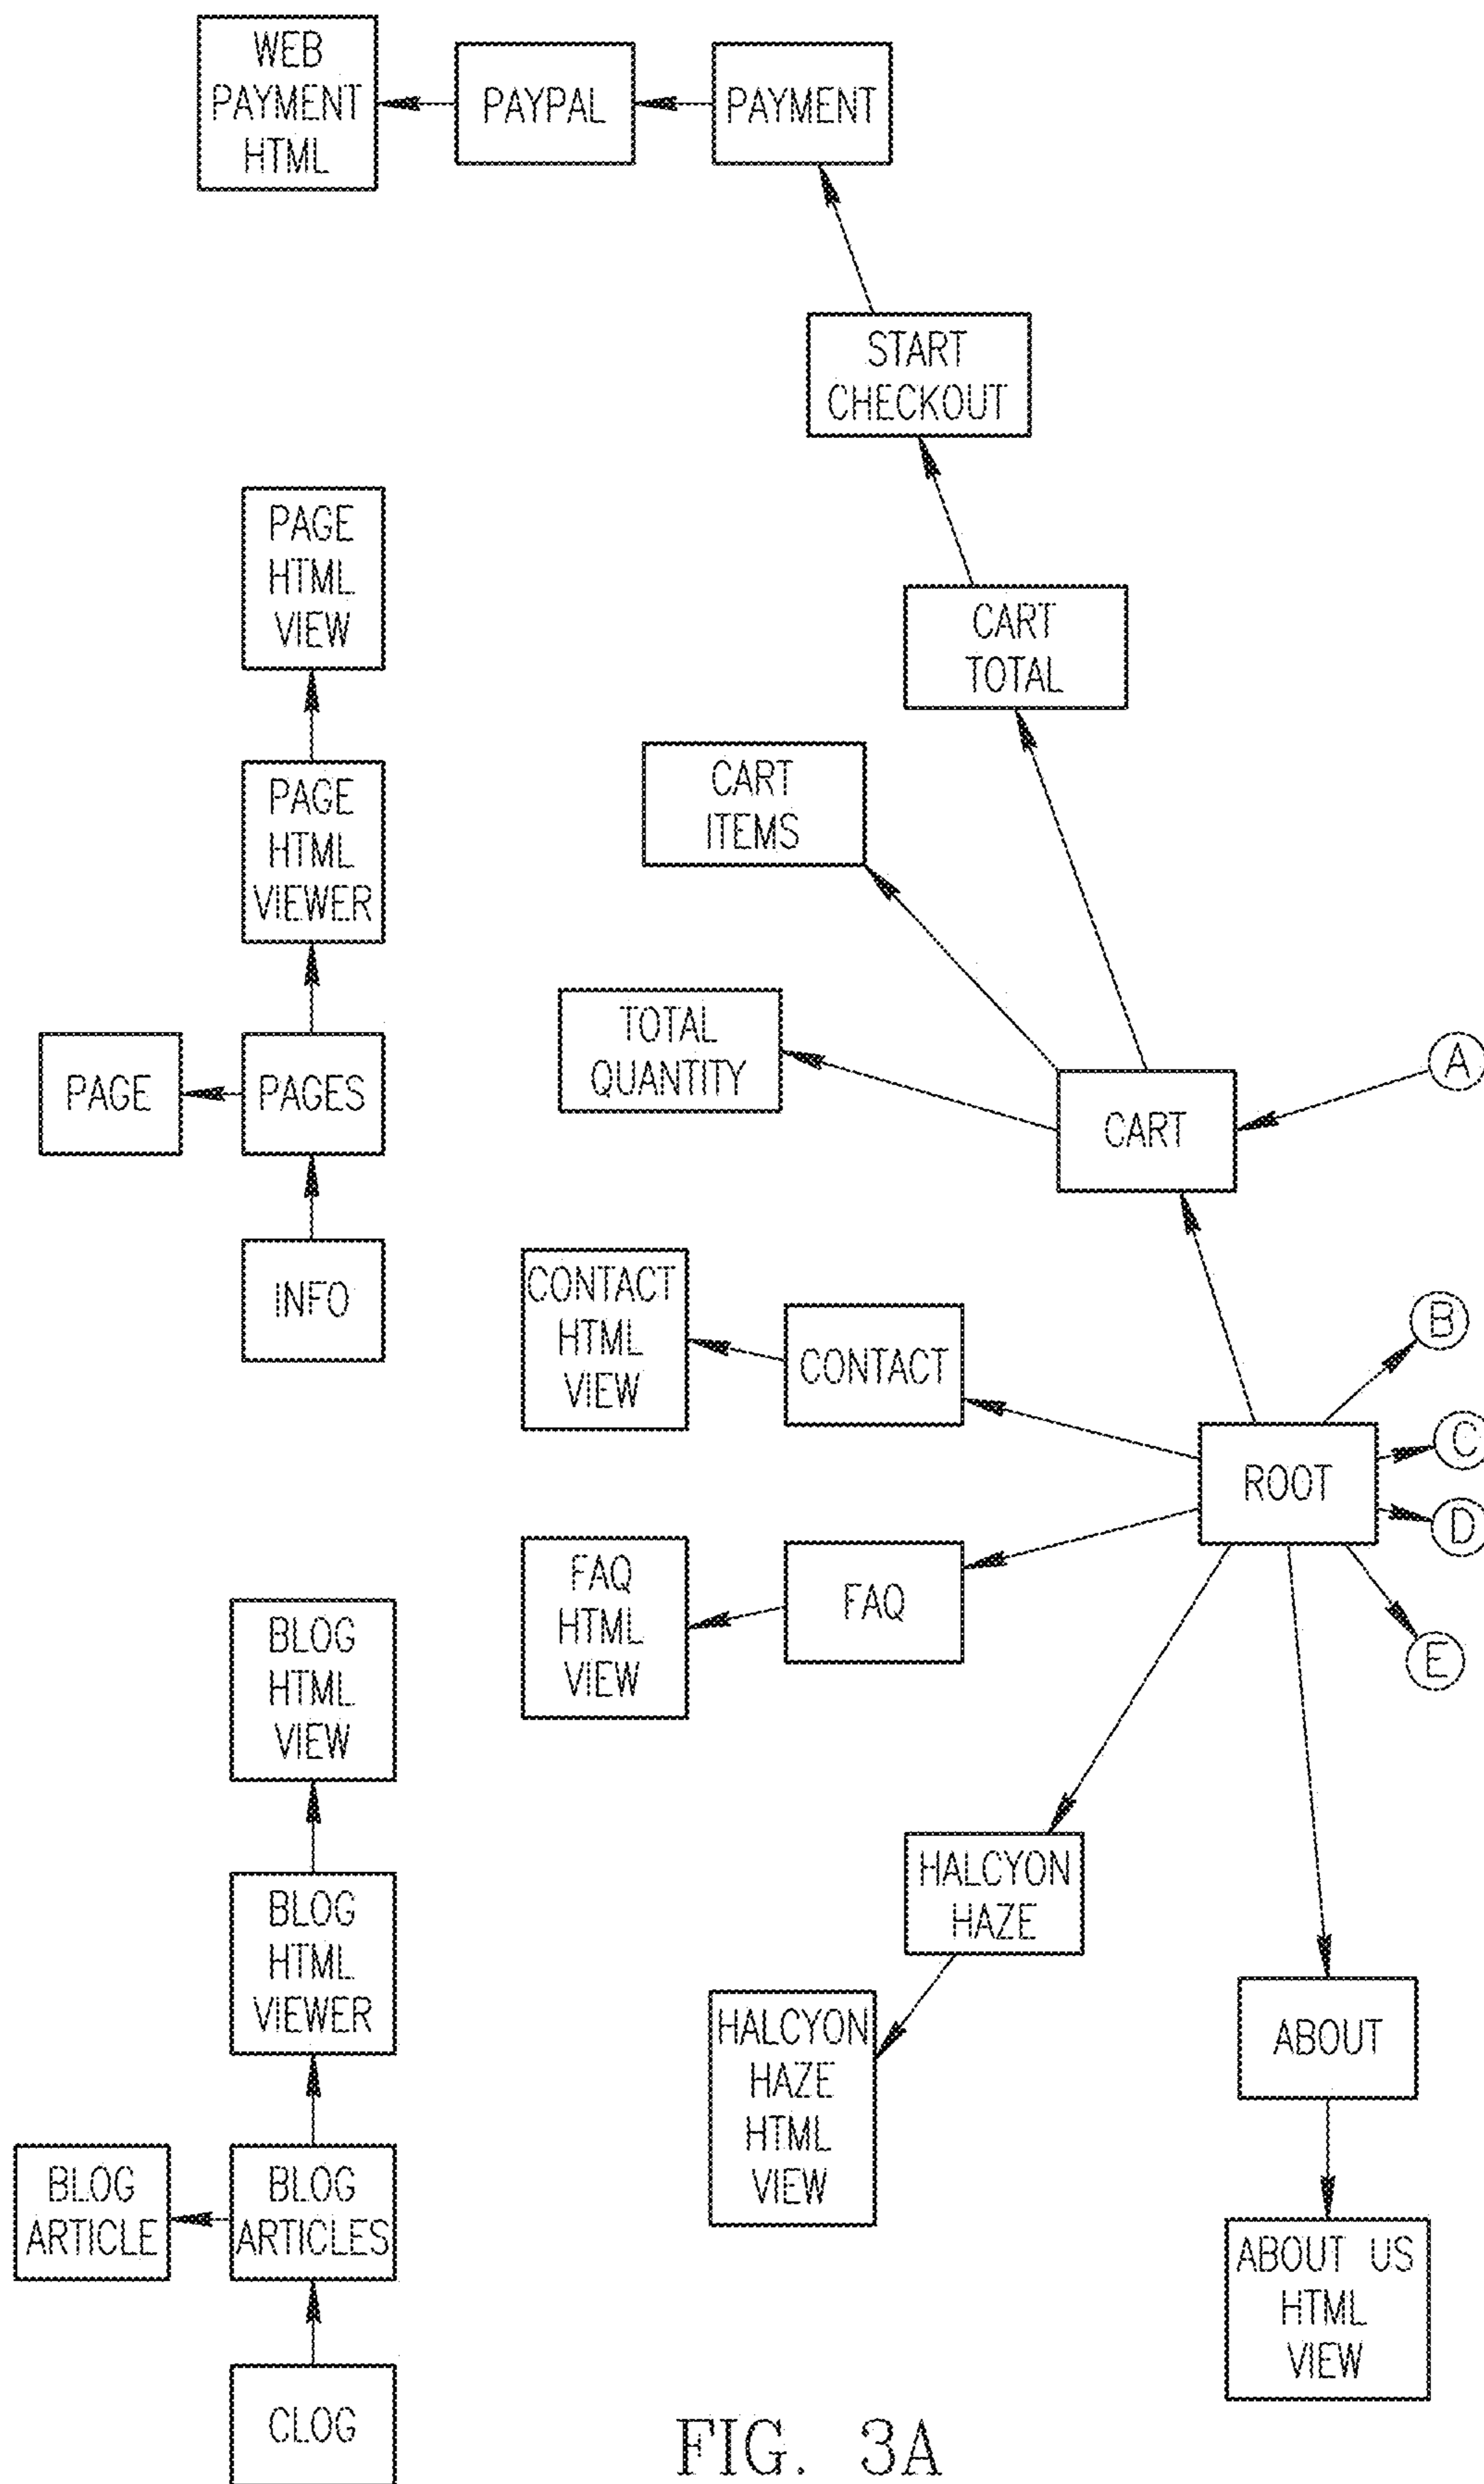 WEB
PAYMENT
HTML
PAYPAL
PAYMENT
START
CHECKOUT
PAGE
HTML
VIEW
CART
TOTAL
CART
ITEMS
PAGE
HTML
VIEWER
TOTAL
QUANTITY
PAGE
PAGES
CART
A
INFO
CONTACT
HTML
VIEW
CONTACT
B
C
ROOT
D
FAQ
HTML
VIEW
FAQ
E
BLOG
HTML
VIEW
HALCYON
HAZE
BLOG
HTML
VIEWER
HALCYON
HAZE
HTML
VIEW
ABOUT
BLOG
ARTICLE
BLOG
ARTICLES
ABOUT US
HTML
VIEW
CLOG
FIG. 3A